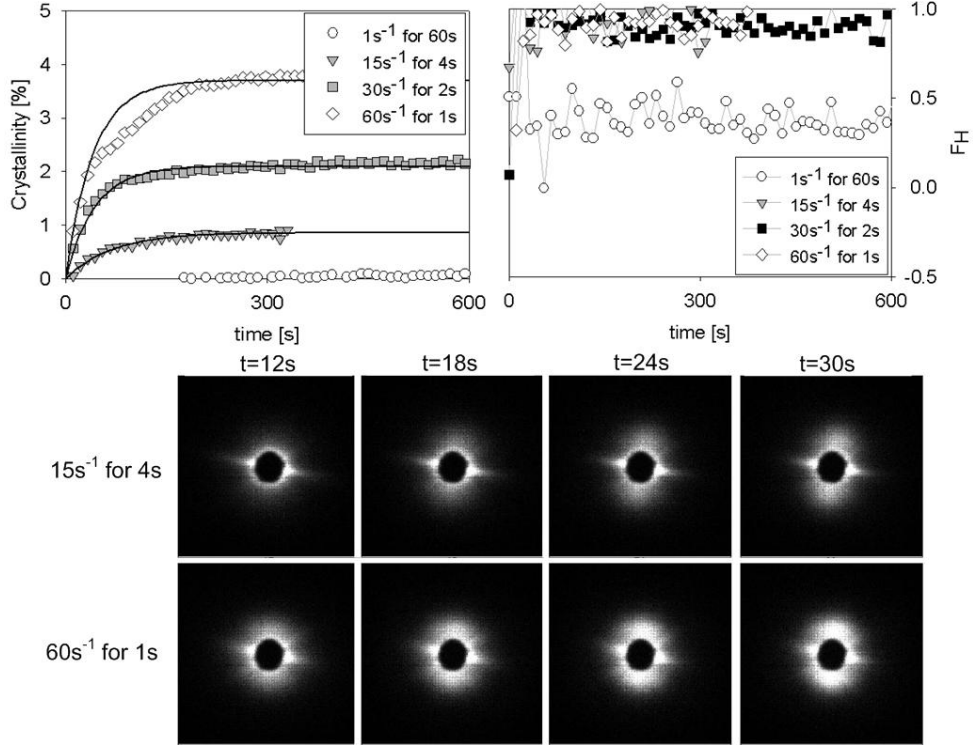 5
4
3
2
1
0
Crystallinity [%]
1s⁻¹ for 60s
15s⁻¹ for 4s
30s⁻¹ for 2s
60s⁻¹ for 1s
0 300 600
time [s]
1.0
0.5
0.0
-0.5
F_H
1s⁻¹ for 60s
15s⁻¹ for 4s
30s⁻¹ for 2s
60s⁻¹ for 1s
0 300 600
time [s]
t=12s t=18s t=24s t=30s
15s⁻¹ for 4s
60s⁻¹ for 1s